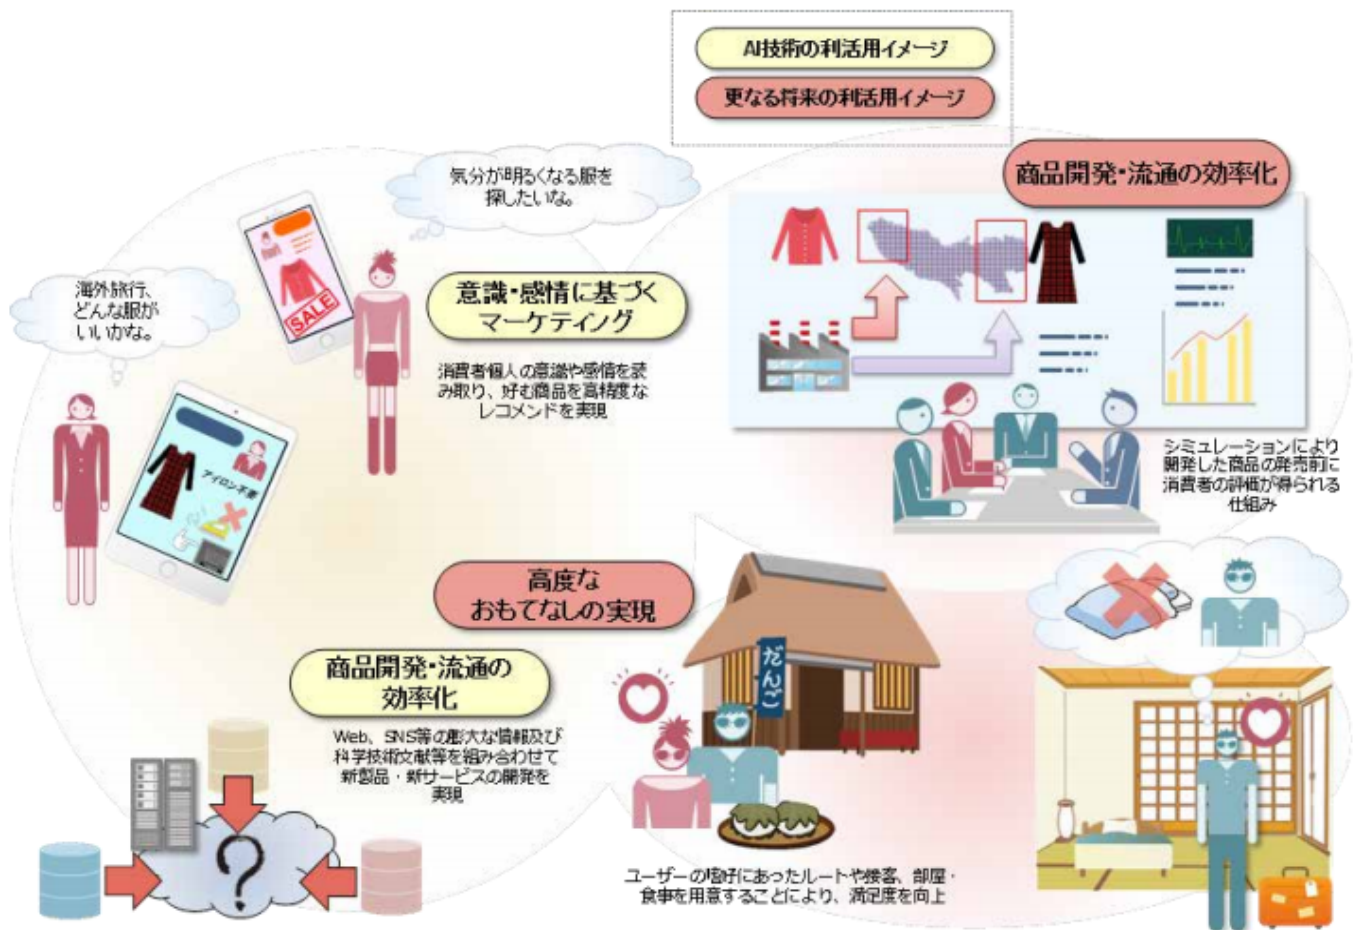 AI技術の利活用イメージ
更なる将来の利活用イメージ
商品開発・流通の効率化
気分が明るくなる服を
探したいな。
海外旅行、
どんな服が
いいかな。
SALE
意識・感情に基づく
マーケティング
消費者個人の意識や感情を読
み取り、好む商品を高精度な
レコメンドを実現
アイロン不要
シミュレーションにより
開発した商品の発売前に
消費者の評価が得られる
仕組み
高度な
おもてなしの実現
だんご
商品開発・流通の
効率化
Web、SNS等の膨大な情報及び
科学技術文献等を組み合わせて
新製品・新サービスの開発を
実現
?
ユーザーの嗜好にあったルートや接客、部屋・
食事を用意することにより、満足度を向上